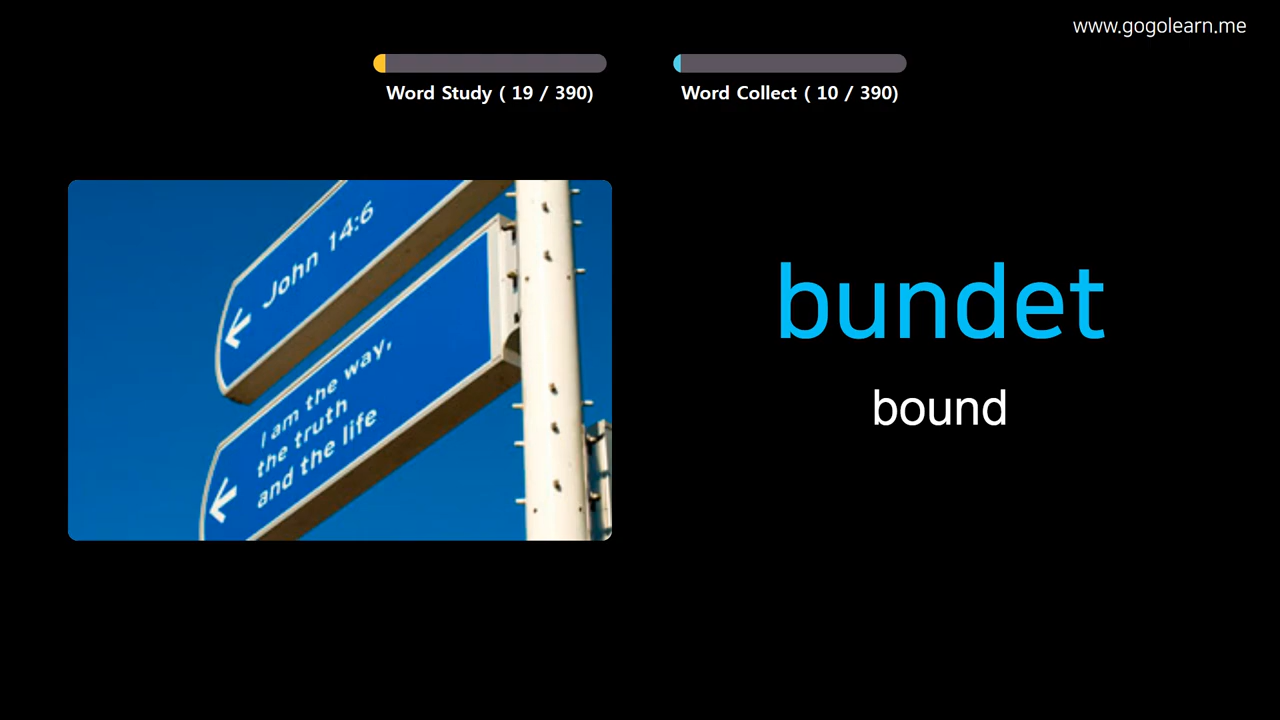 www.gogolearn.me
Word Study ( 19 / 390)
Word Collect ( 10 / 390)
John 14:6
I am the way,
the truth
and the life
bundet
bound